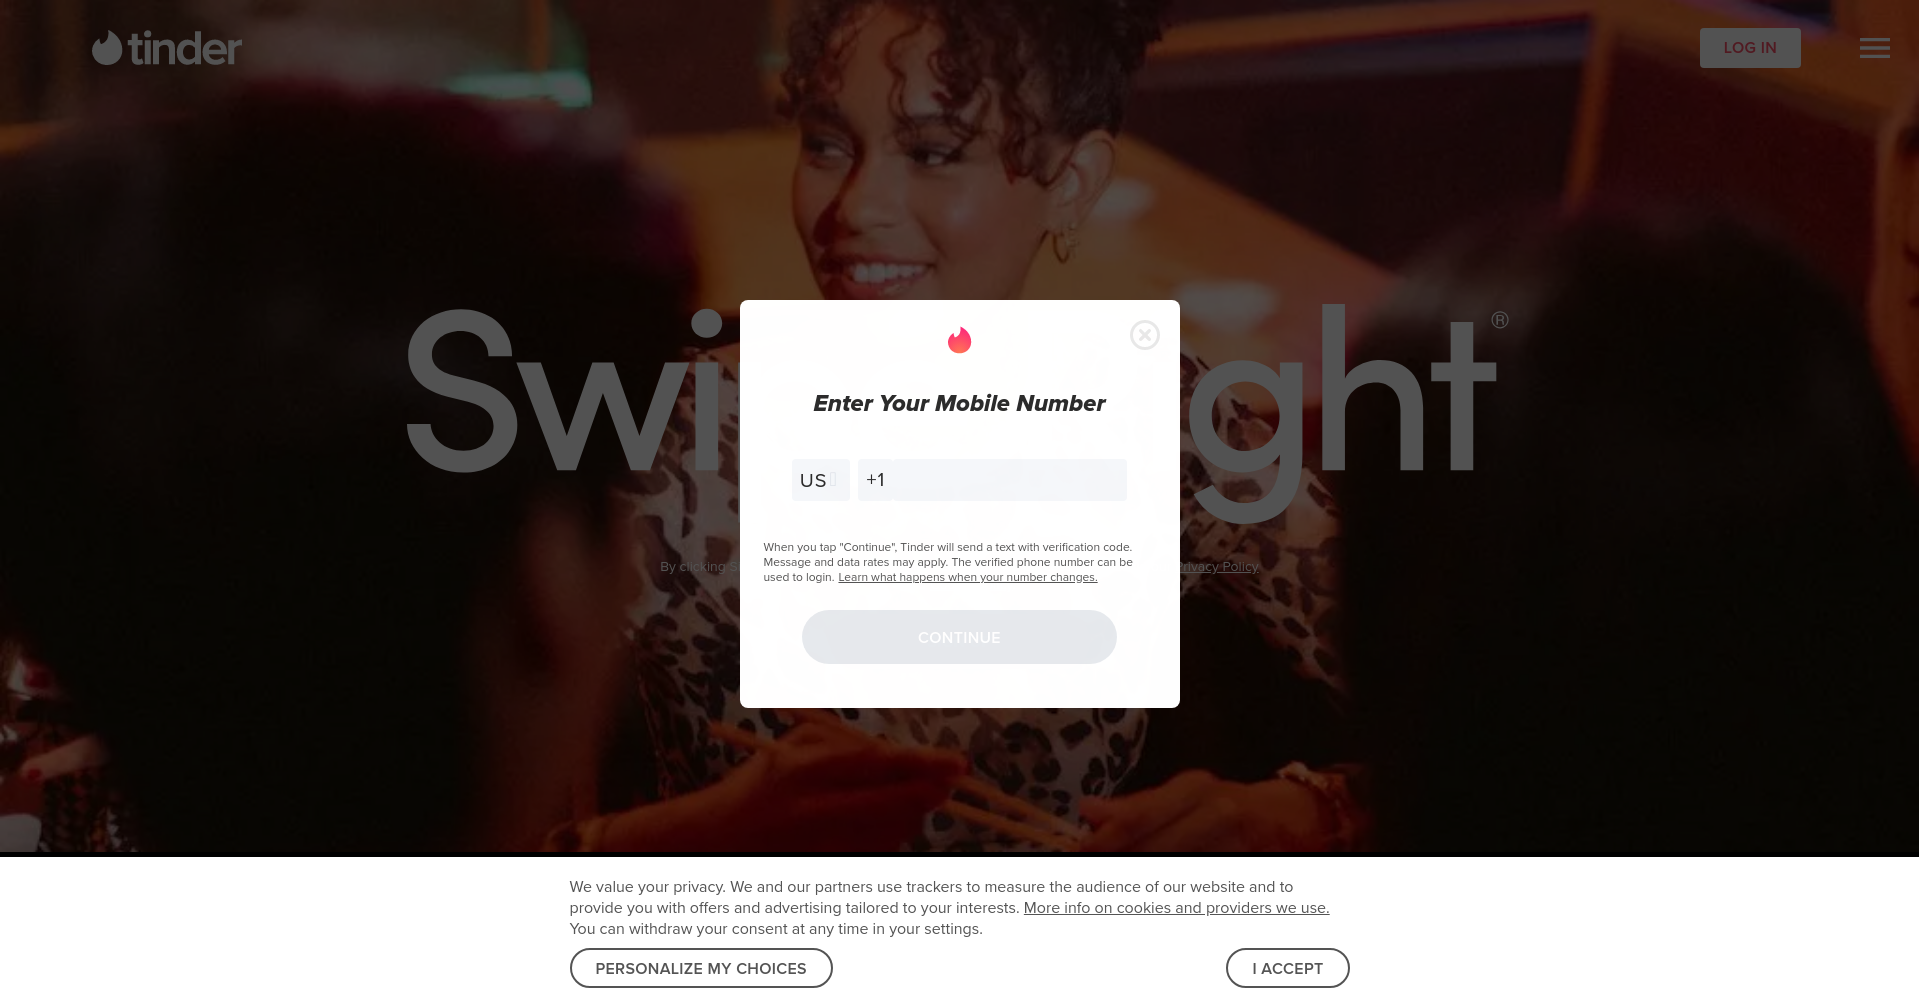 tinder
LOG IN
Swi ght®
Enter Your Mobile Number
US +1
When you tap "Continue", Tinder will send a text with verification code.
Message and data rates may apply. The verified phone number can be
used to login. Learn what happens when your number changes.
By clicking Privacy Policy
CONTINUE
We value your privacy. We and our partners use trackers to measure the audience of our website and to
provide you with offers and advertising tailored to your interests. More info on cookies and providers we use.
You can withdraw your consent at any time in your settings.
PERSONALIZE MY CHOICES
I ACCEPT